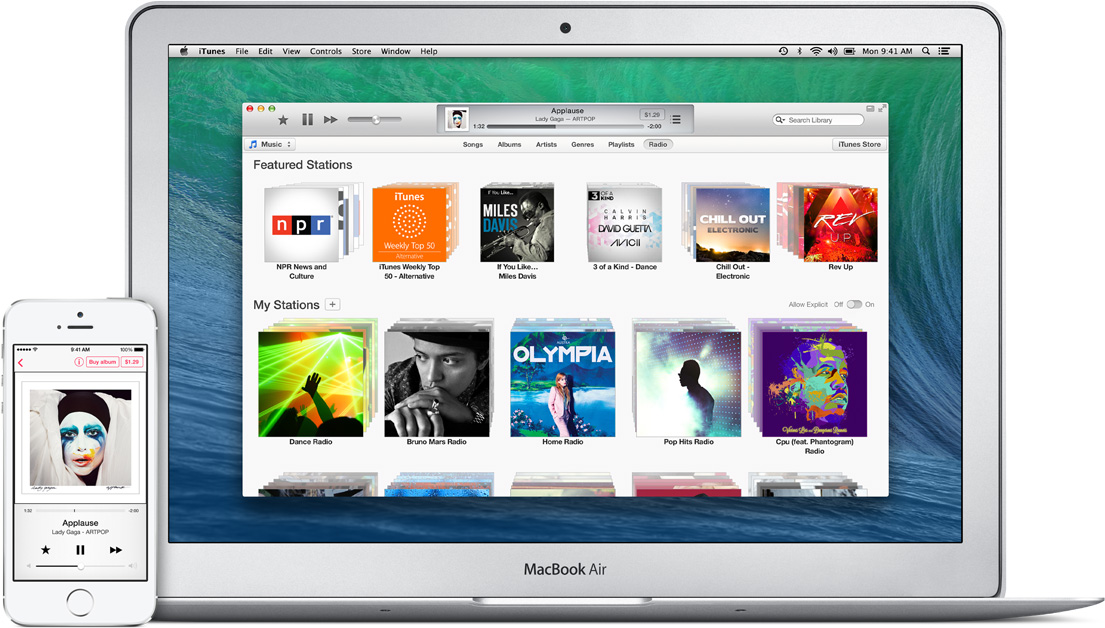 iTunes File Edit View Controls Store Window Help Mon 9:41 AM
Applause
Lady Gaga — ARTPOP
$1.29
1:32 -2:00
Search Library
Music Songs Albums Artists Genres Playlists Radio iTunes Store
Featured Stations
npr
iTunes
Weekly Top 50
Alternative
If You Like...
MILES
DAVIS
3 OF A
KIND
CALVIN
HARRIS
DAVID GUETTA
AVICII
CHILL OUT
ELECTRONIC
REV
UP
NPR News and
Culture
iTunes Weekly Top
50 - Alternative
If You Like...
Miles Davis
3 of a Kind - Dance
Chill Out -
Electronic
Rev Up
My Stations +
Allow Explicit Off On
OLYMPIA
Dance Radio
Bruno Mars Radio
Home Radio
Pop Hits Radio
Cpu (feat. Phantogram)
Radio
MacBook Air
9:41 AM 100%
Buy album $1.29
1:32 -2:00
Applause
Lady Gaga - ARTPOP